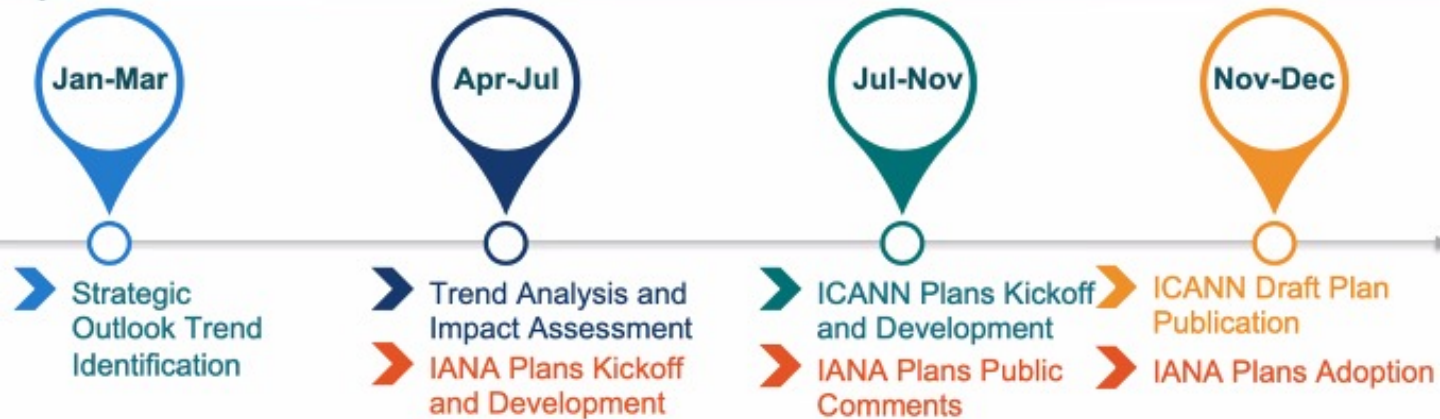 Jan-Mar
Apr-Jul
Jul-Nov
Nov-Dec
Strategic
Outlook Trend
Identification
Trend Analysis and
Impact Assessment
IANA Plans Kickoff
and Development
ICANN Plans Kickoff
and Development
IANA Plans Public
Comments
ICANN Draft Plan
Publication
IANA Plans Adoption